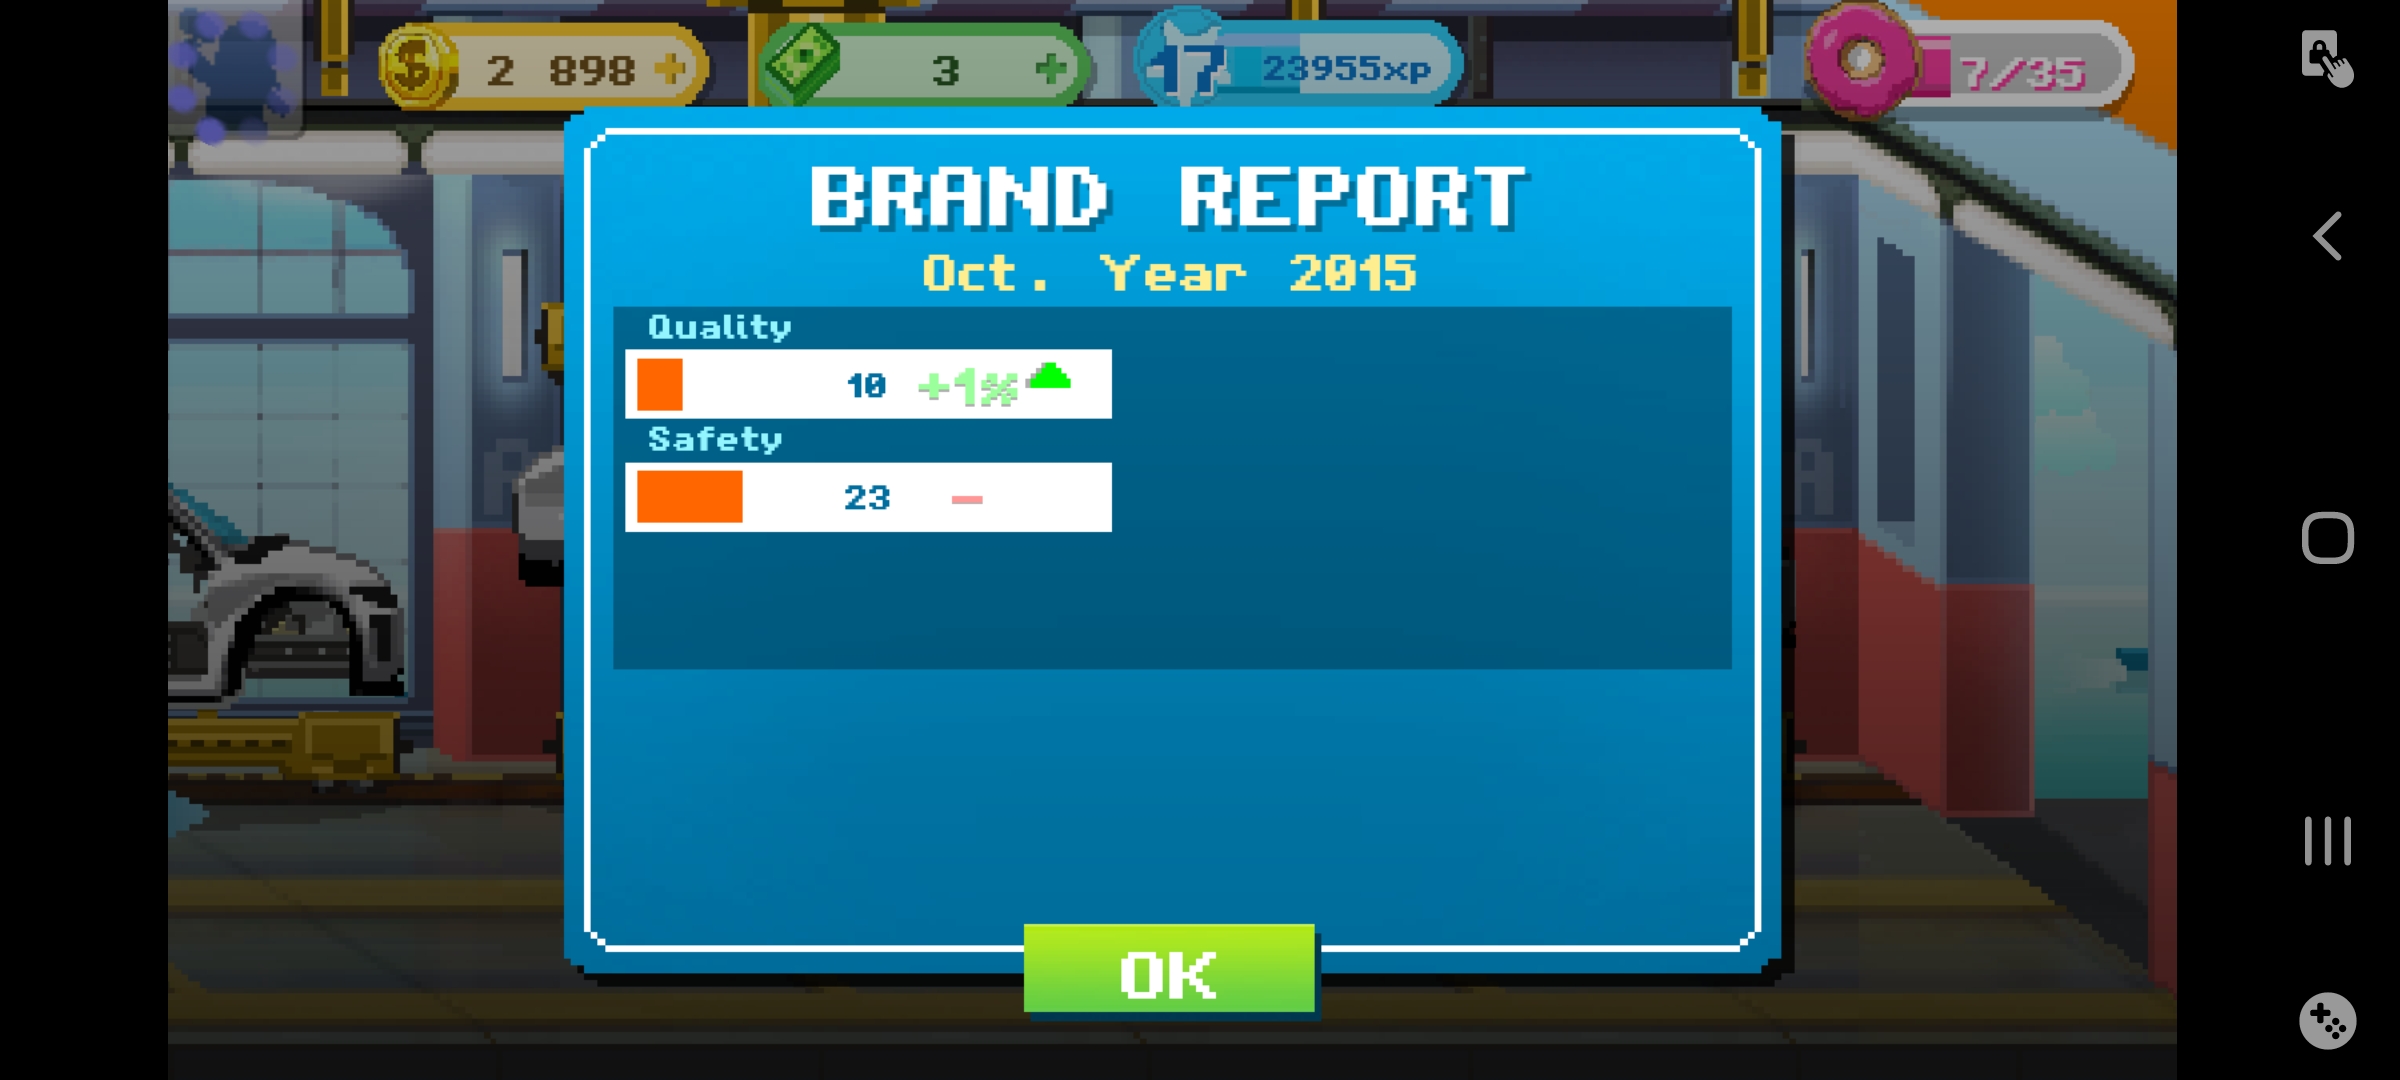 2 898 +
3 +
17 23955xp
7/35
BRAND REPORT
Oct. Year 2015
Quality
10 +1%
Safety
23 –
OK